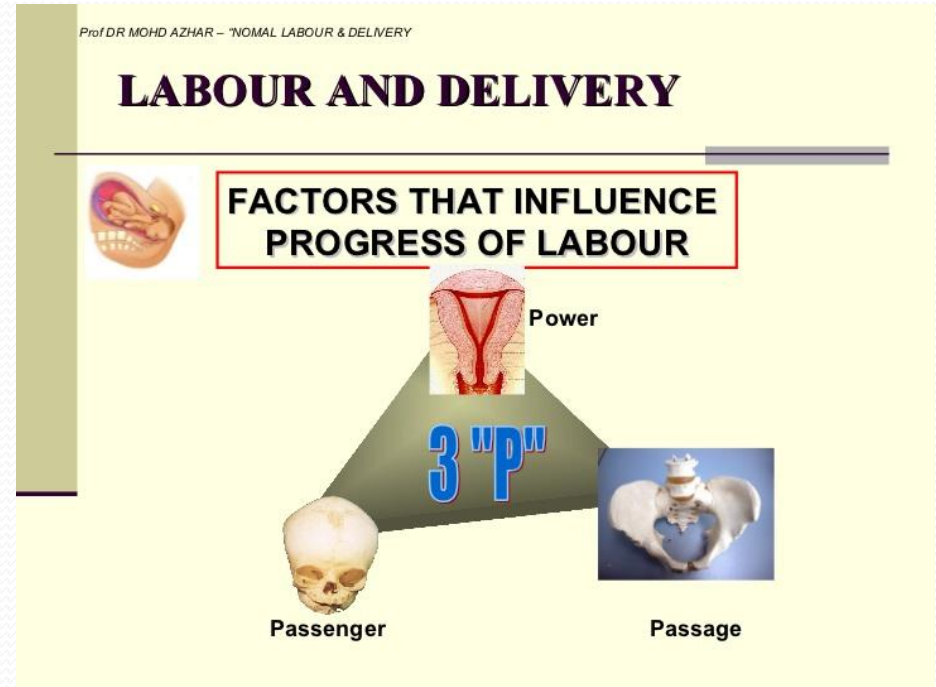 Prof DR MOHD AZHAR – "NOMAL LABOUR & DELIVERY
LABOUR AND DELIVERY
FACTORS THAT INFLUENCE
PROGRESS OF LABOUR
Power
3 "P"
Passenger
Passage